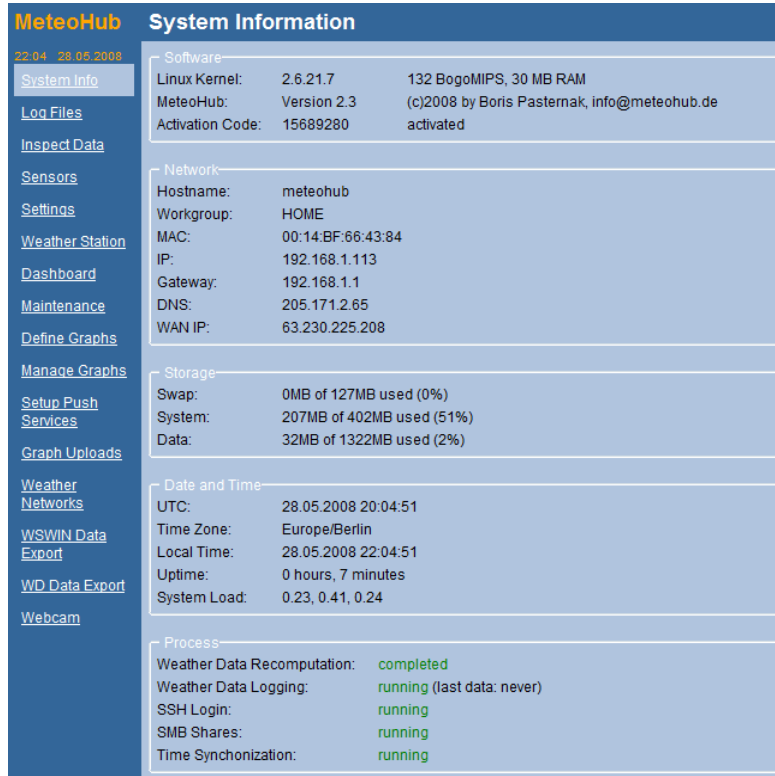 MeteoHub
System Information
22:04 28.05.2008
System Info
Log Files
Inspect Data
Sensors
Settings
Weather Station
Dashboard
Maintenance
Define Graphs
Manage Graphs
Setup Push
Services
Graph Uploads
Weather
Networks
WSWIN Data
Export
WD Data Export
Webcam
Software
Linux Kernel: 2.6.21.7 132 BogoMIPS, 30 MB RAM
MeteoHub: Version 2.3 (c)2008 by Boris Pasternak, info@meteohub.de
Activation Code: 15689280 activated
Network
Hostname: meteohub
Workgroup: HOME
MAC: 00:14:BF:66:43:84
IP: 192.168.1.113
Gateway: 192.168.1.1
DNS: 205.171.2.65
WAN IP: 63.230.225.208
Storage
Swap: 0MB of 127MB used (0%)
System: 207MB of 402MB used (51%)
Data: 32MB of 1322MB used (2%)
Date and Time
UTC: 28.05.2008 20:04:51
Time Zone: Europe/Berlin
Local Time: 28.05.2008 22:04:51
Uptime: 0 hours, 7 minutes
System Load: 0.23, 0.41, 0.24
Process
Weather Data Recomputation: completed
Weather Data Logging: running (last data: never)
SSH Login: running
SMB Shares: running
Time Synchonization: running